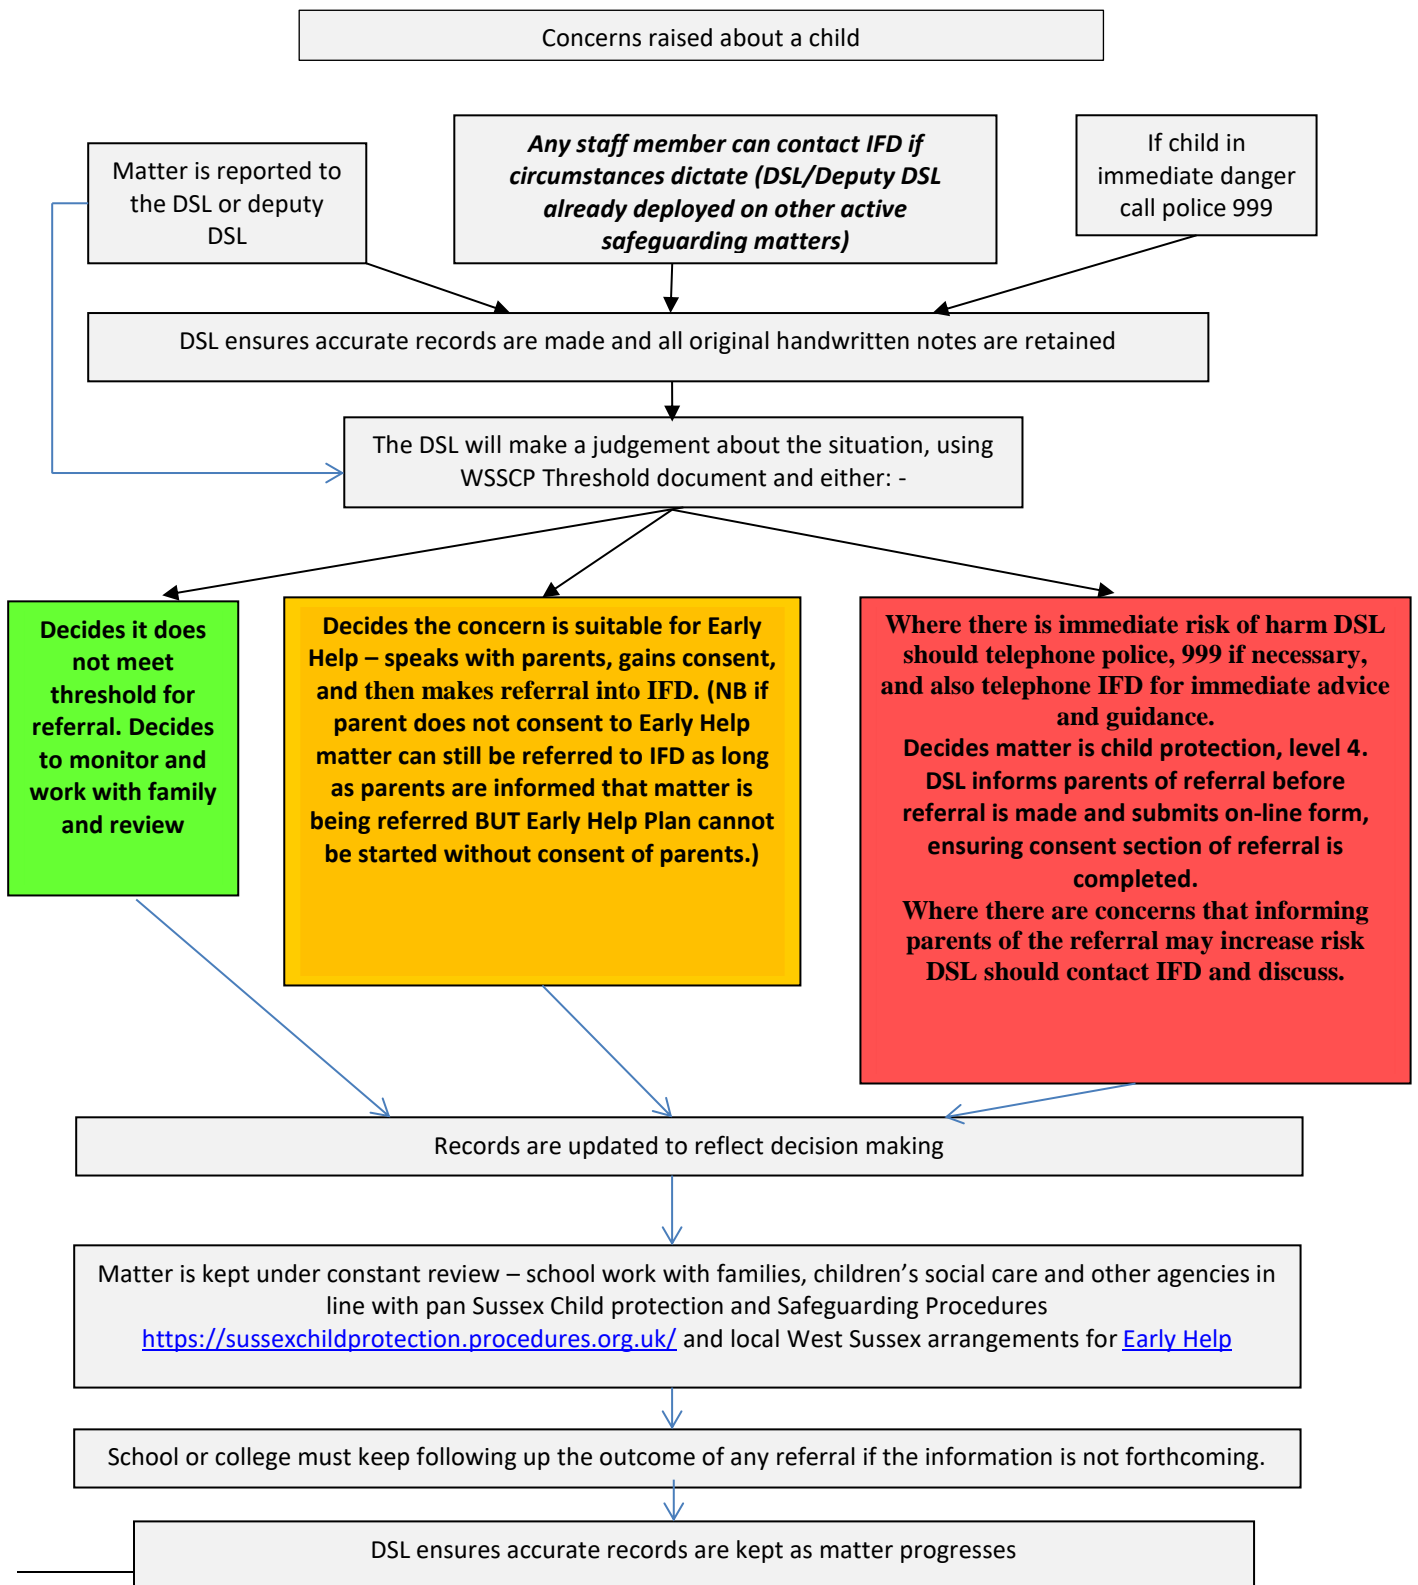 Concerns raised about a child
Matter is reported to
the DSL or deputy
DSL
Any staff member can contact IFD if
circumstances dictate (DSL/Deputy DSL
already deployed on other active
safeguarding matters)
If child in
immediate danger
call police 999
DSL ensures accurate records are made and all original handwritten notes are retained
The DSL will make a judgement about the situation, using
WSSCP Threshold document and either: -
Decides it does
not meet
threshold for
referral. Decides
to monitor and
work with family
and review
Decides the concern is suitable for Early
Help – speaks with parents, gains consent,
and then makes referral into IFD. (NB if
parent does not consent to Early Help
matter can still be referred to IFD as long
as parents are informed that matter is
being referred BUT Early Help Plan cannot
be started without consent of parents.)
Where there is immediate risk of harm DSL
should telephone police, 999 if necessary,
and also telephone IFD for immediate advice
and guidance.
Decides matter is child protection, level 4.
DSL informs parents of referral before
referral is made and submits on-line form,
ensuring consent section of referral is
completed.
Where there are concerns that informing
parents of the referral may increase risk
DSL should contact IFD and discuss.
Records are updated to reflect decision making
Matter is kept under constant review – school work with families, children’s social care and other agencies in
line with pan Sussex Child protection and Safeguarding Procedures
https://sussexchildprotection.procedures.org.uk/ and local West Sussex arrangements for Early Help
School or college must keep following up the outcome of any referral if the information is not forthcoming.
DSL ensures accurate records are kept as matter progresses